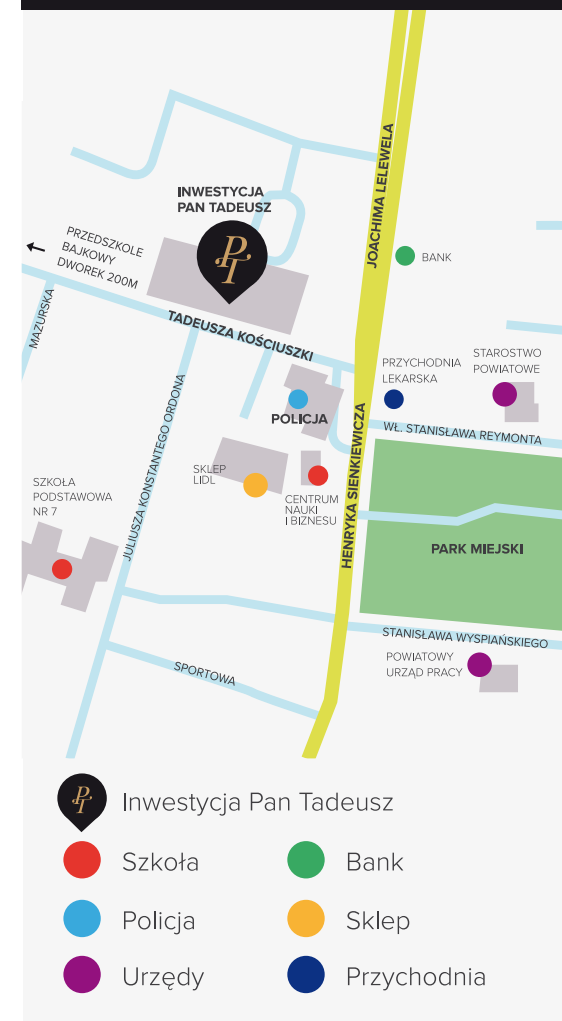 JOACHIMA LELEWELA
INWESTYCJA
PAN TADEUSZ
PT
PRZEDSZKOLE
BAJKOWY
DWOREK 200M
BANK
MAZURSKA
TADEUSZA KOŚCIUSZKI
PRZYCHODNIA
LEKARSKA
STAROSTWO
POWIATOWE
POLICJA
WŁ. STANISŁAWA REYMONTA
JULIUSZA KONSTANTEGO ORDONA
HENRYKA SIENKIEWICZA
SKLEP
LIDL
SZKOŁA
PODSTAWOWA
NR 7
CENTRUM
NAUKI
I BIZNESU
PARK MIEJSKI
STANISŁAWA WYSPIAŃSKIEGO
POWIATOWY
URZĄD PRACY
SPORTOWA
PT Inwestycja Pan Tadeusz
Szkoła
Bank
Policja
Sklep
Urzędy
Przychodnia